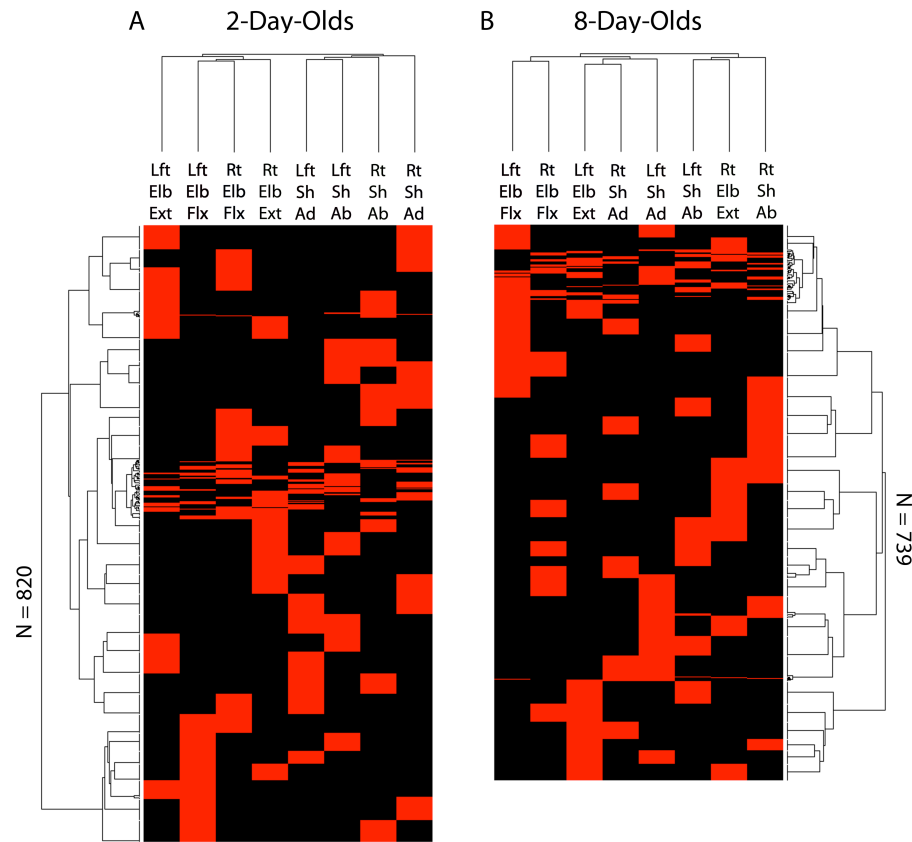 A 2-Day-Olds
B 8-Day-Olds
Lft Lft Rt Rt Lft Lft Rt Rt
Elb Elb Elb Elb Sh Sh Sh Sh
Ext Flx Flx Ext Ad Ab Ab Ad
Lft Rt Lft Rt Lft Lft Rt Rt
Elb Elb Elb Sh Sh Sh Elb Sh
Flx Flx Ext Ad Ad Ab Ext Ab
N = 820
N = 739